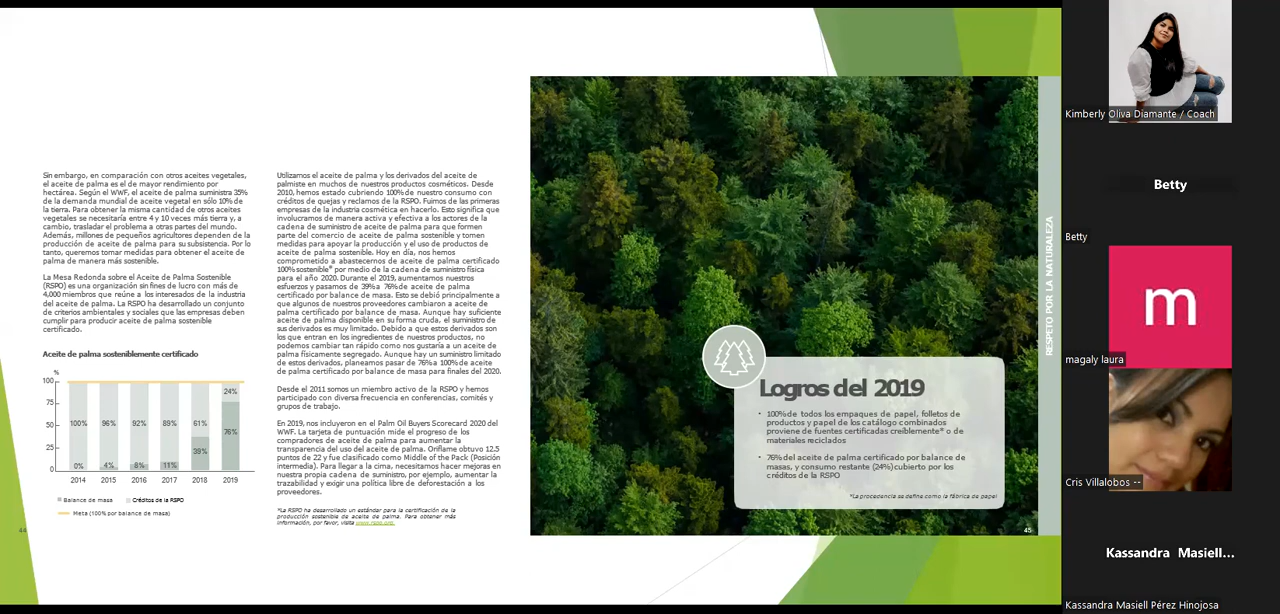 Sin embargo, en comparación con otros aceites vegetales,
el aceite de palma es el de mayor rendimiento por
hectárea. Según el WWF, el aceite de palma suministra 35%
de la demanda mundial de aceite vegetal en sólo 10% de
la tierra. Para obtener la misma cantidad de otros aceites
vegetales se necesitaría entre 4 y 10 veces más tierra y, a
cambio, trasladar el problema a otras partes del mundo.
Además, millones de pequeños agricultores dependen de la
producción de aceite de palma para su subsistencia. Por lo
tanto, queremos tomar medidas para obtener el aceite de
palma de manera más sostenible.
La Mesa Redonda sobre el Aceite de Palma Sostenible
(RSPO) es una organización sin fines de lucro con más de
4,000 miembros que reúne a los interesados de la industria
del aceite de palma. La RSPO ha desarrollado un conjunto
de criterios ambientales y sociales que las empresas deben
cumplir para producir aceite de palma sostenible
certificado.
Aceite de palma sosteniblemente certificado
%
100
75
50
25
0
100% 96% 92% 89% 61% 24%
76%
39%
0% 4% 8% 11%
2014 2015 2016 2017 2018 2019
Balance de masa Créditos de la RSPO
Meta (100% por balance de masa)
44
Utilizamos el aceite de palma y los derivados del aceite de
palmiste en muchos de nuestros productos cosméticos. Desde
2010, hemos estado cubriendo 100% de nuestro consumo con
créditos de quejas y reclamos de la RSPO. Fuimos de las primeras
empresas de la industria cosmética en hacerlo. Esto significa que
involucramos de manera activa y efectiva a los actores de la
cadena de suministro de aceite de palma para que formen
parte del comercio de aceite de palma sostenible y tomen
medidas para apoyar la producción y el uso de productos de
aceite de palma sostenible. Hoy en día, nos hemos
comprometido a abastecernos de aceite de palma certificado
100% sostenible* por medio de la cadena de suministro física
para el año 2020. Durante el 2019, aumentamos nuestros
esfuerzos y pasamos de 39% a 76% de aceite de palma
certificado por balance de masa. Esto se debió principalmente a
que algunos de nuestros proveedores cambiaron a aceite de
palma certificado por balance de masa. Aunque hay suficiente
aceite de palma disponible en su forma cruda, el suministro de
sus derivados es muy limitado. Debido a que estos derivados son
los que entran en los ingredientes de nuestros productos, no
podemos cambiar tan rápido como nos gustaría a un aceite de
palma físicamente segregado. Aunque hay un suministro limitado
de estos derivados, planeamos pasar de 76% a 100% de aceite
de palma certificado por balance de masa para finales del 2020.
Desde el 2011 somos un miembro activo de la RSPO y hemos
participado con diversa frecuencia en conferencias, comités y
grupos de trabajo.
En 2019, nos incluyeron en el Palm Oil Buyers Scorecard 2020 del
WWF. La tarjeta de puntuación mide el progreso de los
compradores de aceite de palma para aumentar la
transparencia del uso del aceite de palma. Oriflame obtuvo 12.5
puntos de 22 y fue clasificado como Middle of the Pack (Posición
intermedia). Para llegar a la cima, necesitamos hacer mejoras en
nuestra propia cadena de suministro, por ejemplo, aumentar la
trazabilidad y exigir una política libre de deforestación a los
proveedores.
*La RSPO ha desarrollado un estándar para la certificación de la
producción sostenible de aceite de palma. Para obtener más
información, por favor, visita www.rspo.org.
Logros del 2019
• 100% de todos los empaques de papel, folletos de
productos y papel de los catálogo combinados
proviene de fuentes certificadas creíblemente* o de
materiales reciclados
• 76% del aceite de palma certificado por balance de
masas, y consumo restante (24%) cubierto por los
créditos de la RSPO
*La procedencia se define como la fábrica de papel
45
RESPETO POR LA NATURALEZA
Kimberly Oliva Diamante / Coach
Betty
Betty
m
magaly laura
Cris Villalobos --
Kassandra Masiell...
Kassandra Masiell Pérez Hinojosa